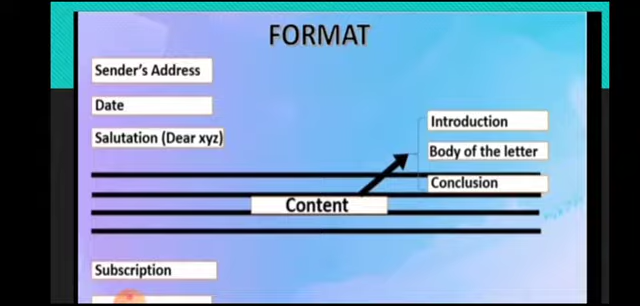 FORMAT
Sender's Address
Date
Salutation (Dear xyz)
Introduction
Body of the letter
Conclusion
Content
Subscription